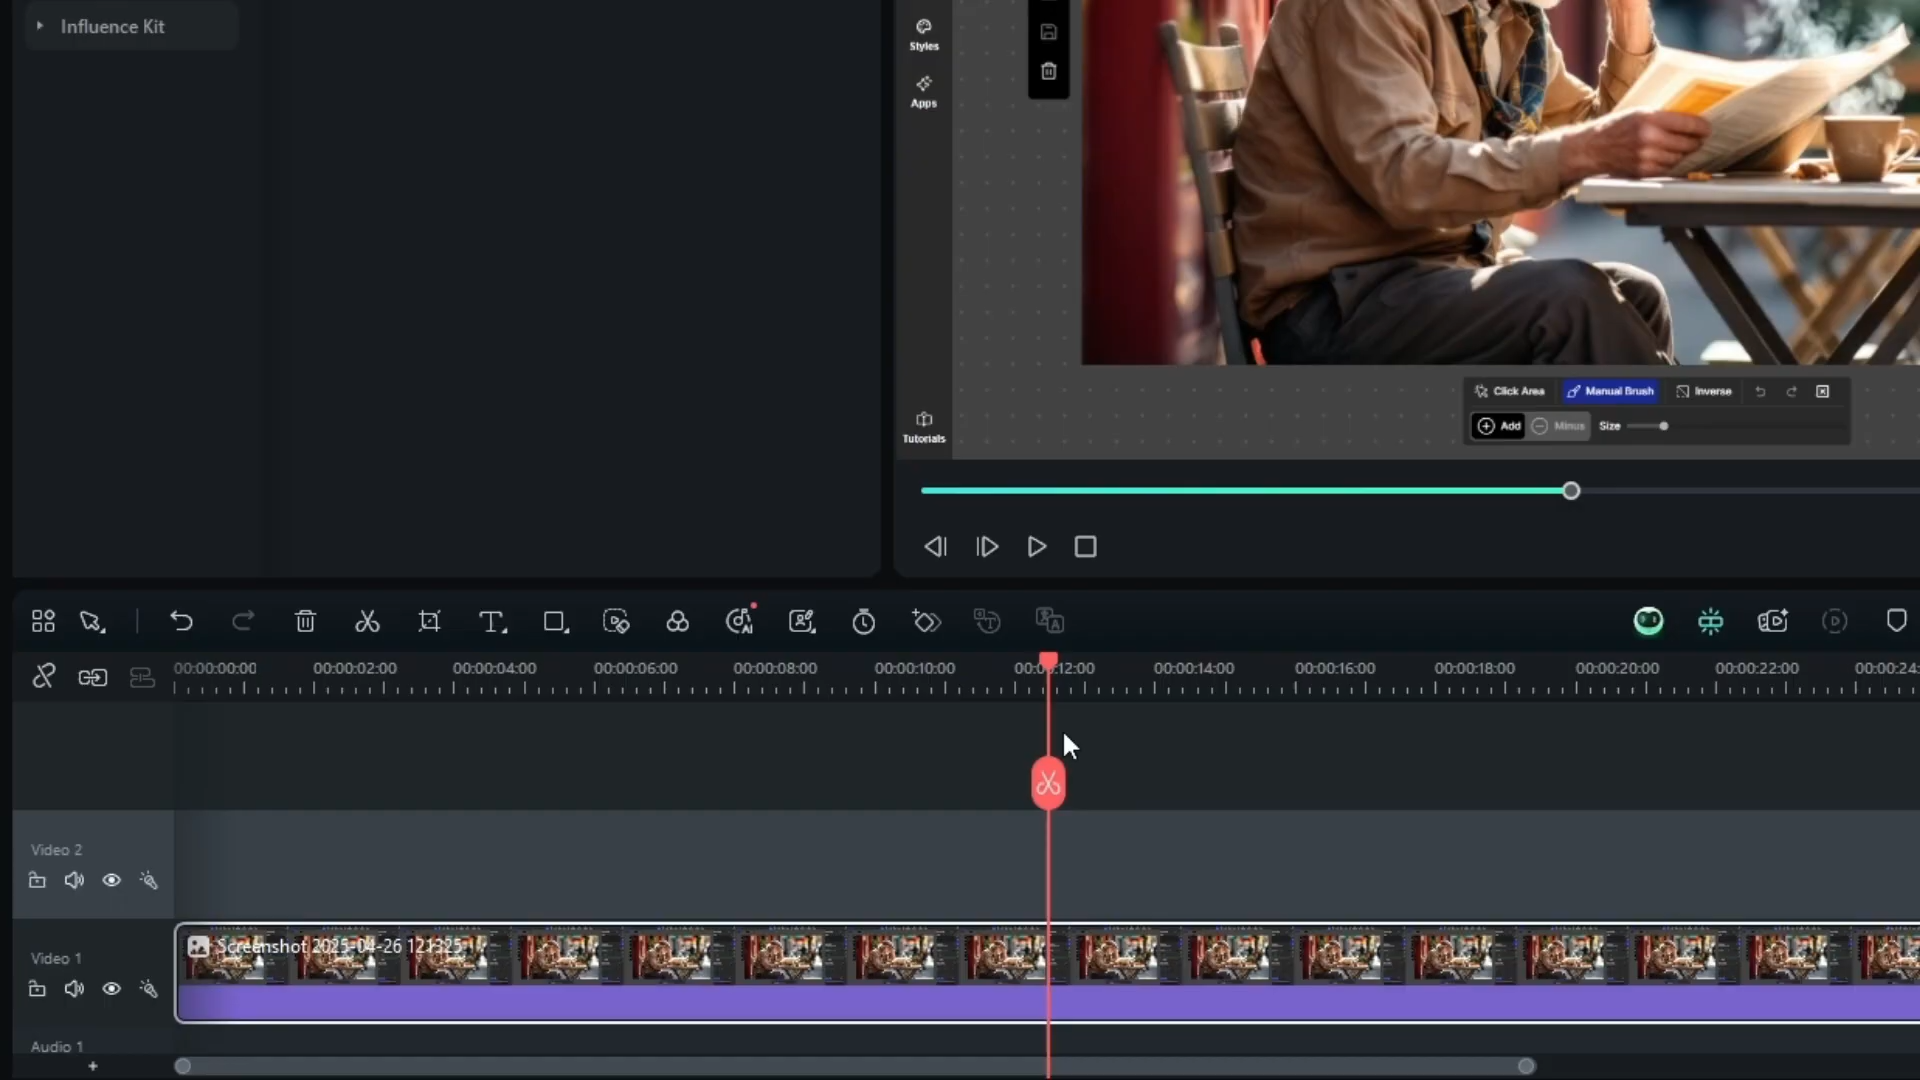 Influence Kit
Styles
Apps
Tutorials
Click Area
Manual Brush
Inverse
Add
Minus
Size
00:00:00:00
00:00:02:00
00:00:04:00
00:00:06:00
00:00:08:00
00:00:10:00
00:00:12:00
00:00:14:00
00:00:16:00
00:00:18:00
00:00:20:00
00:00:22:00
00:00:24:
Video 2
Screenshot 2025-04-26 121325
Video 1
Audio 1